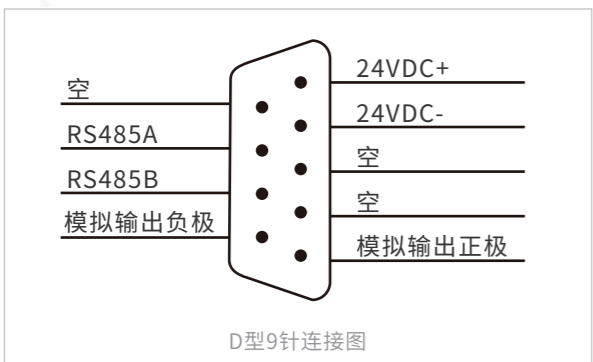 空
RS485A
RS485B
模拟输出负极
24VDC+
24VDC-
空
空
模拟输出正极
D型9针连接图